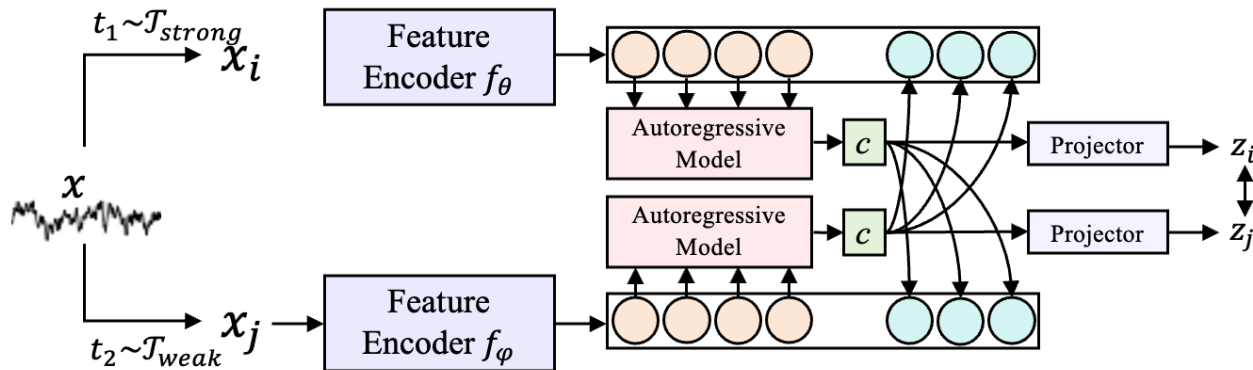 t₁~𝒯strong
xᵢ
Feature
Encoder f_θ
Autoregressive
Model
c
Projector
zᵢ
x
Autoregressive
Model
c
Projector
zⱼ
t₂~𝒯weak
xⱼ
Feature
Encoder f_φ